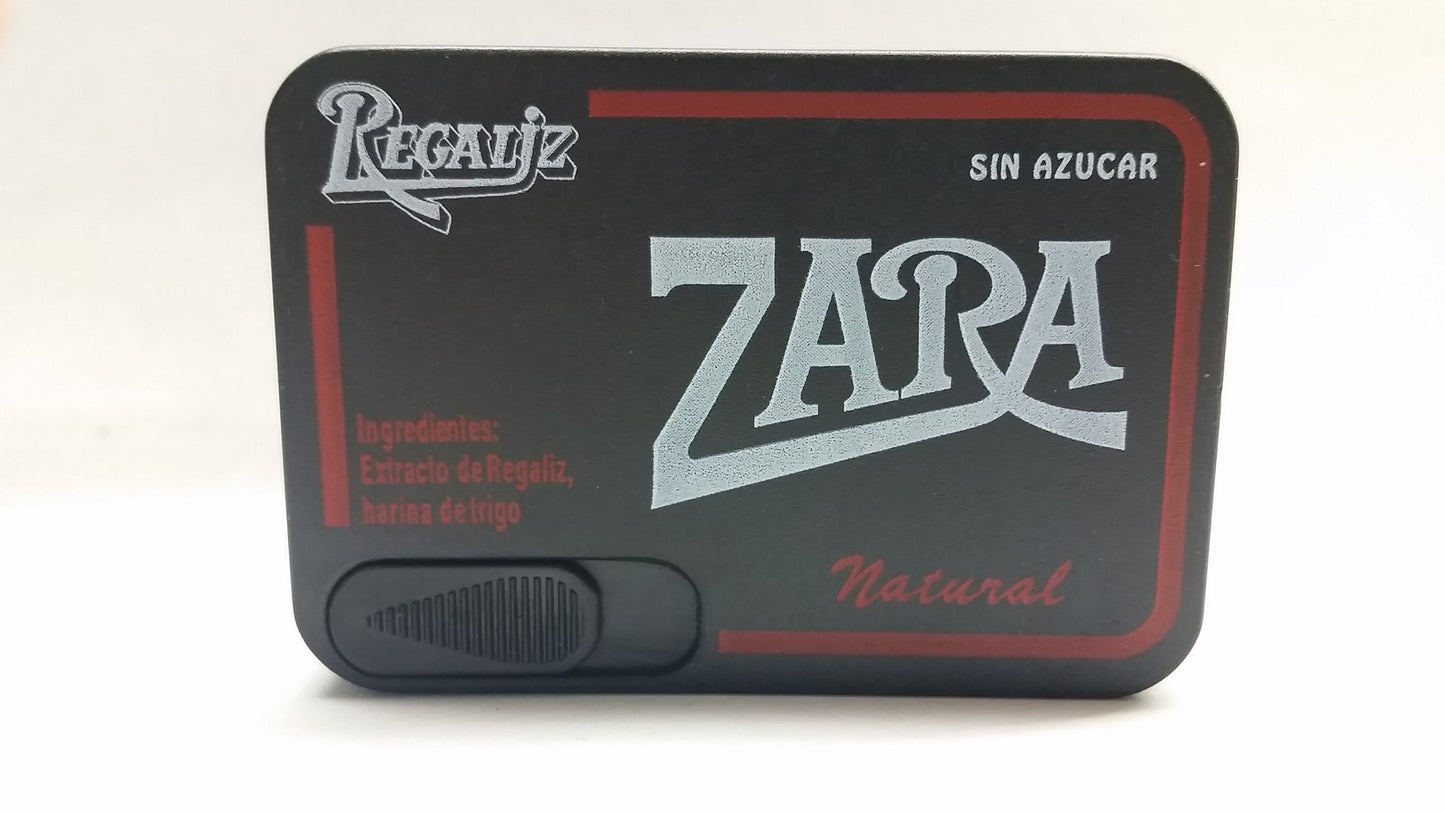 REGALIZ
SIN AZUCAR
ZARA
Ingredientes:
Extracto de Regaliz,
harina de trigo
Natural